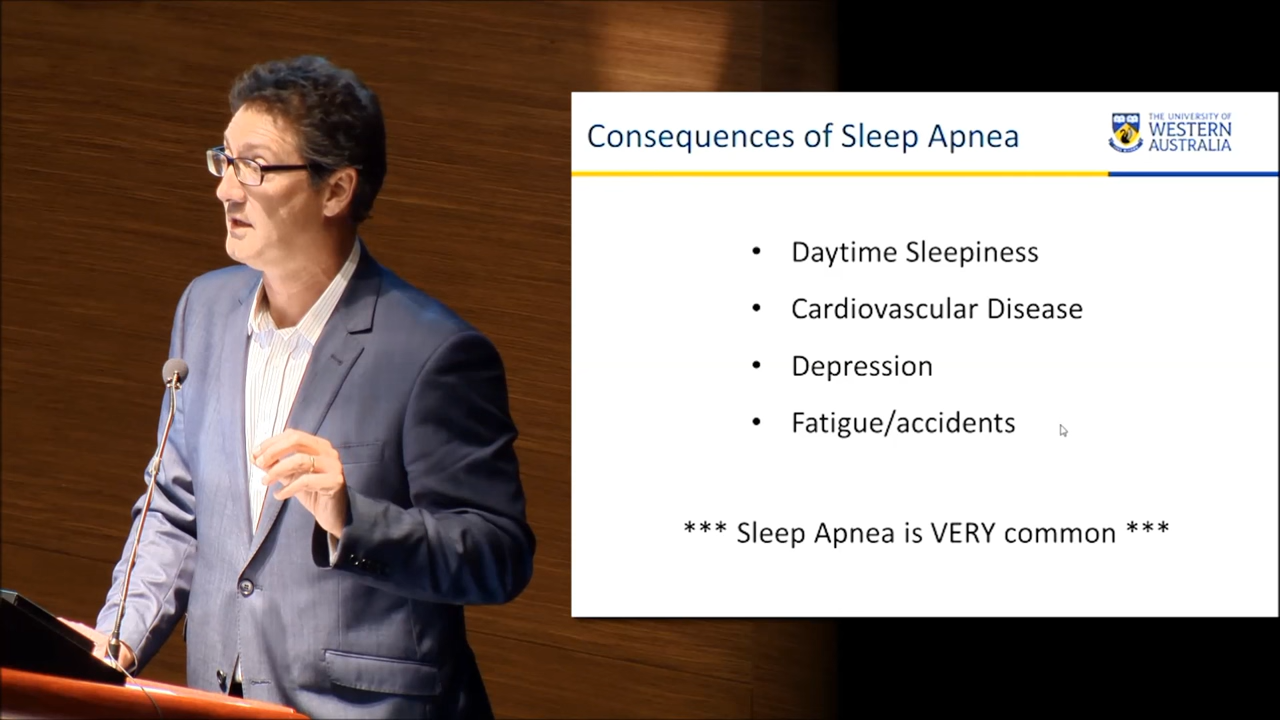 Consequences of Sleep Apnea
THE UNIVERSITY OF
WESTERN
AUSTRALIA
• Daytime Sleepiness
• Cardiovascular Disease
• Depression
• Fatigue/accidents
*** Sleep Apnea is VERY common ***